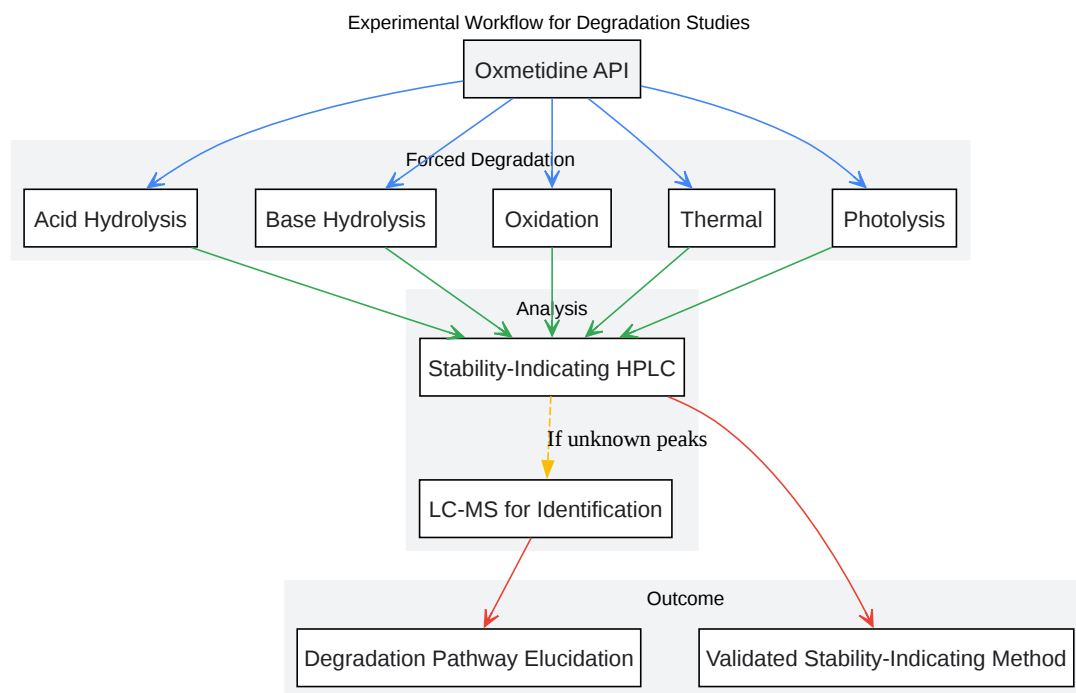 Experimental Workflow for Degradation Studies
Oxmetidine API
Forced Degradation
Acid Hydrolysis
Base Hydrolysis
Oxidation
Thermal
Photolysis
Analysis
Stability-Indicating HPLC
If unknown peaks
LC-MS for Identification
Outcome
Degradation Pathway Elucidation
Validated Stability-Indicating Method